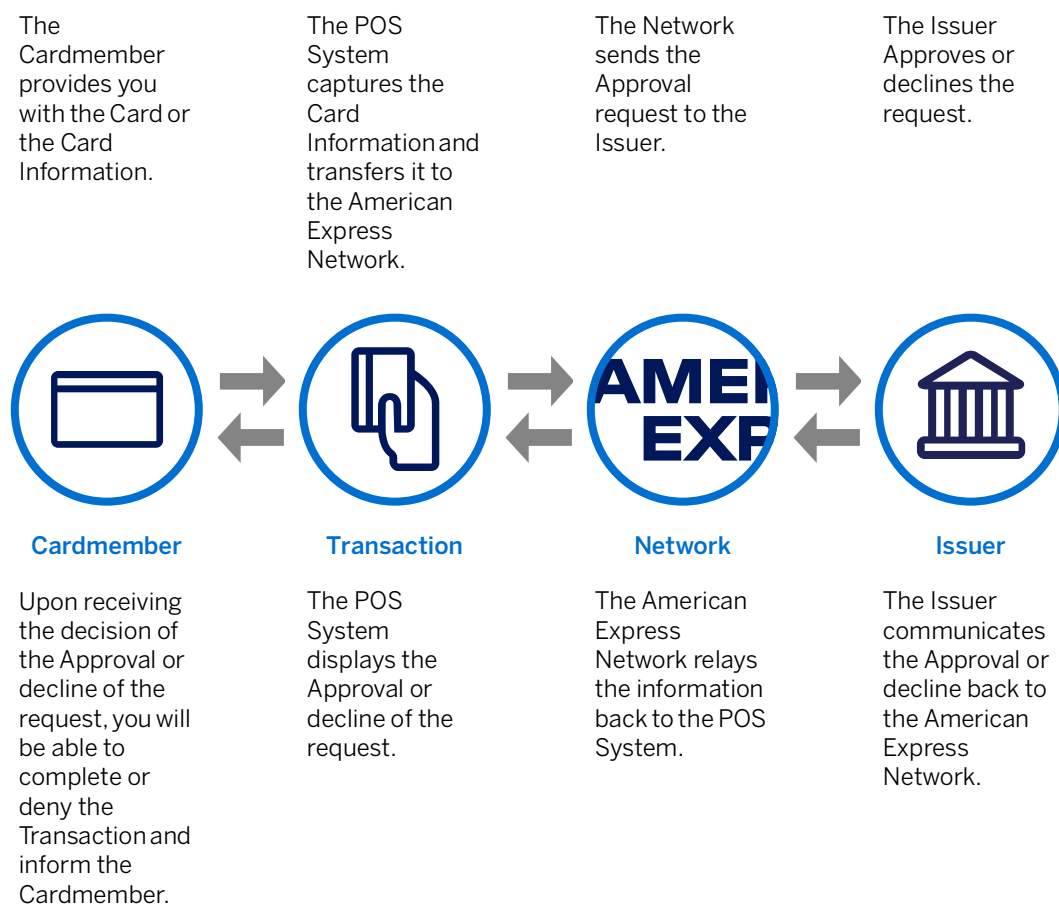 The
Cardmember
provides you
with the Card or
the Card
Information.
The POS
System
captures the
Card
Information and
transfers it to
the American
Express
Network.
The Network
sends the
Approval
request to the
Issuer.
The Issuer
Approves or
declines the
request.
AMER
EXP
Cardmember
Transaction
Network
Issuer
Upon receiving
the decision of
the Approval or
decline of the
request, you will
be able to
complete or
deny the
Transaction and
inform the
Cardmember.
The POS
System
displays the
Approval or
decline of the
request.
The American
Express
Network relays
the information
back to the POS
System.
The Issuer
communicates
the Approval or
decline back to
the American
Express
Network.